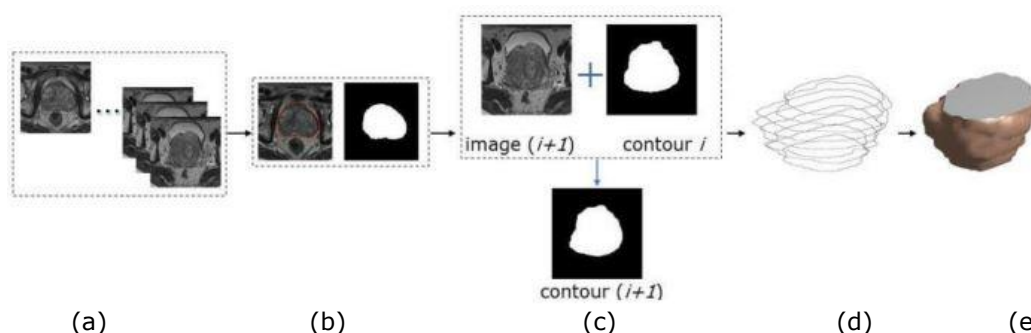 image (i+1) contour i
contour (i+1)
(a) (b) (c) (d) (e